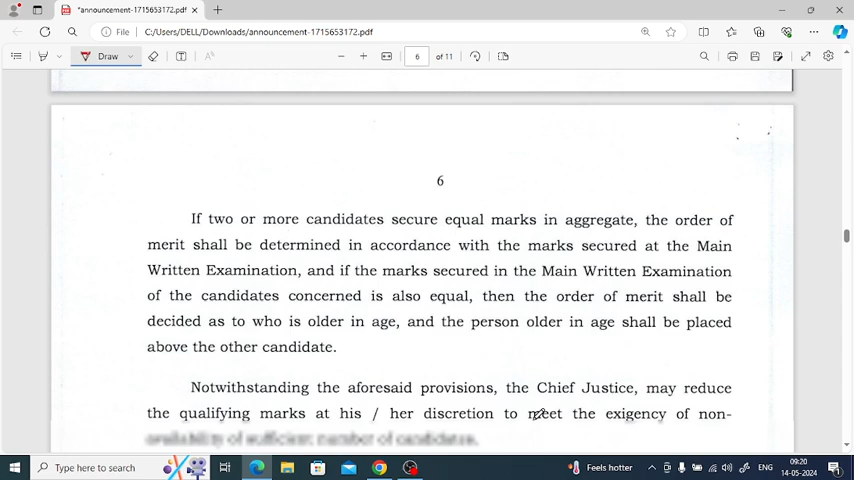 *announcement-1715653172.pdf
File C:/Users/DELL/Downloads/announcement-1715653172.pdf
Draw 6 of 11
6
If two or more candidates secure equal marks in aggregate, the order of
merit shall be determined in accordance with the marks secured at the Main
Written Examination, and if the marks secured in the Main Written Examination
of the candidates concerned is also equal, then the order of merit shall be
decided as to who is older in age, and the person older in age shall be placed
above the other candidate.
Notwithstanding the aforesaid provisions, the Chief Justice, may reduce
the qualifying marks at his / her discretion to meet the exigency of non-
availability of sufficient number of candidates.
Type here to search
Feels hotter
ENG
09:20
14-05-2024